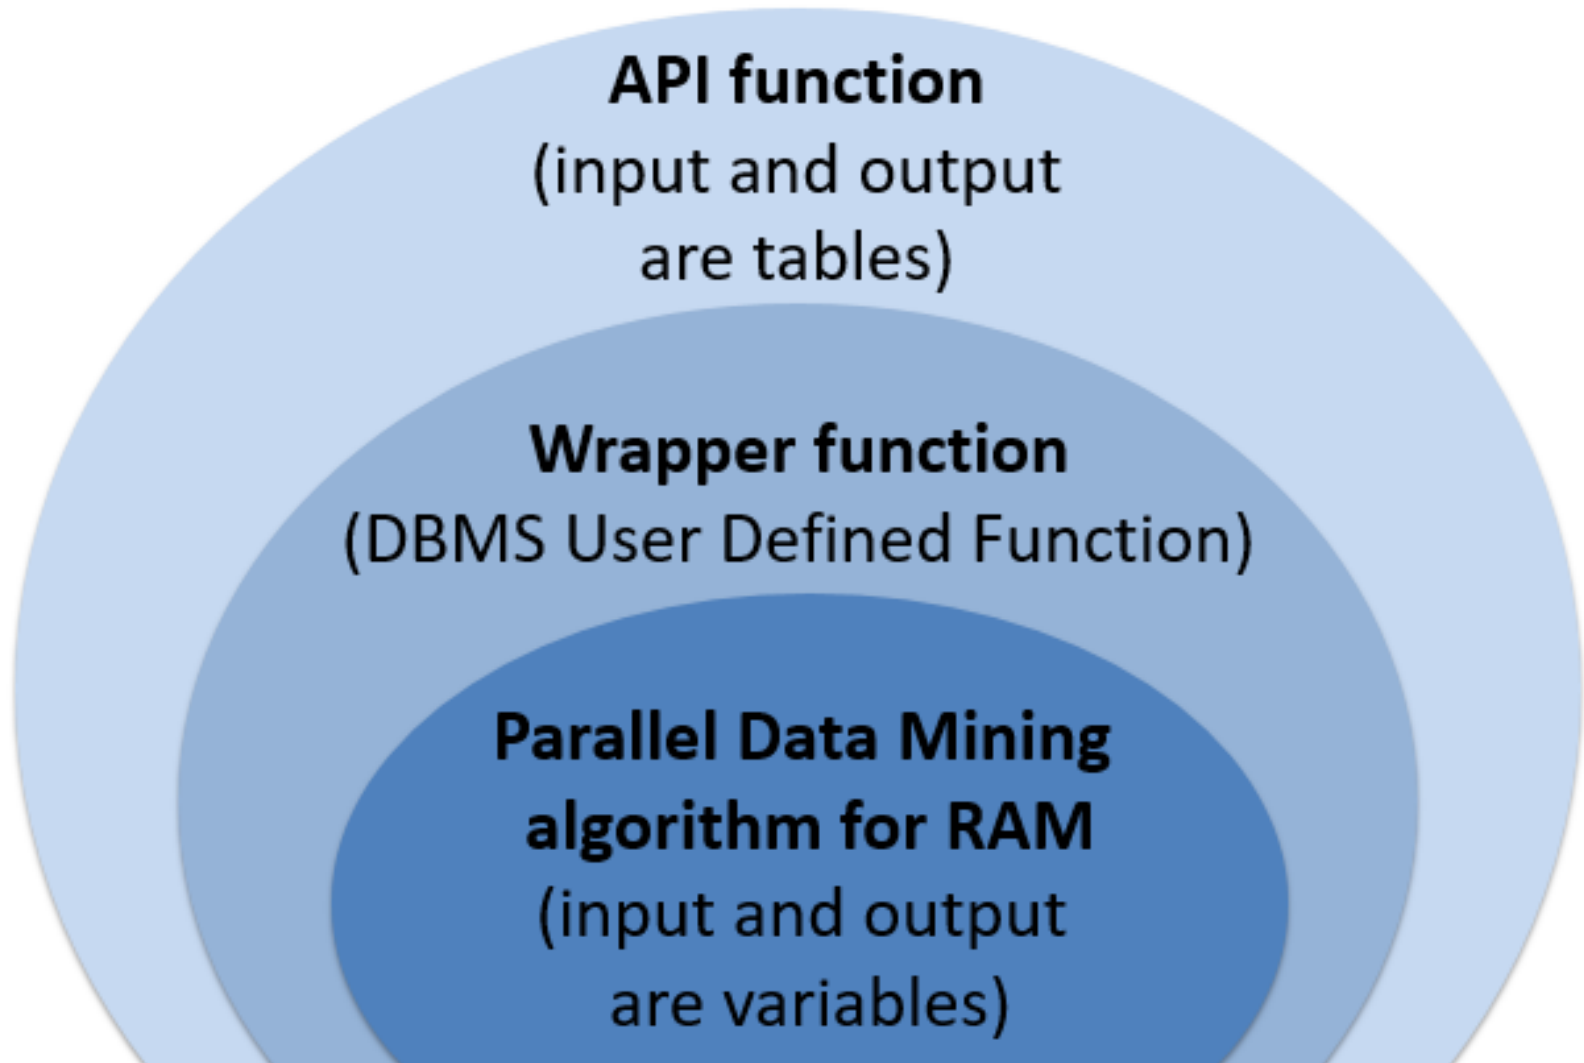 API function
(input and output
are tables)
Wrapper function
(DBMS User Defined Function)
Parallel Data Mining
algorithm for RAM
(input and output
are variables)